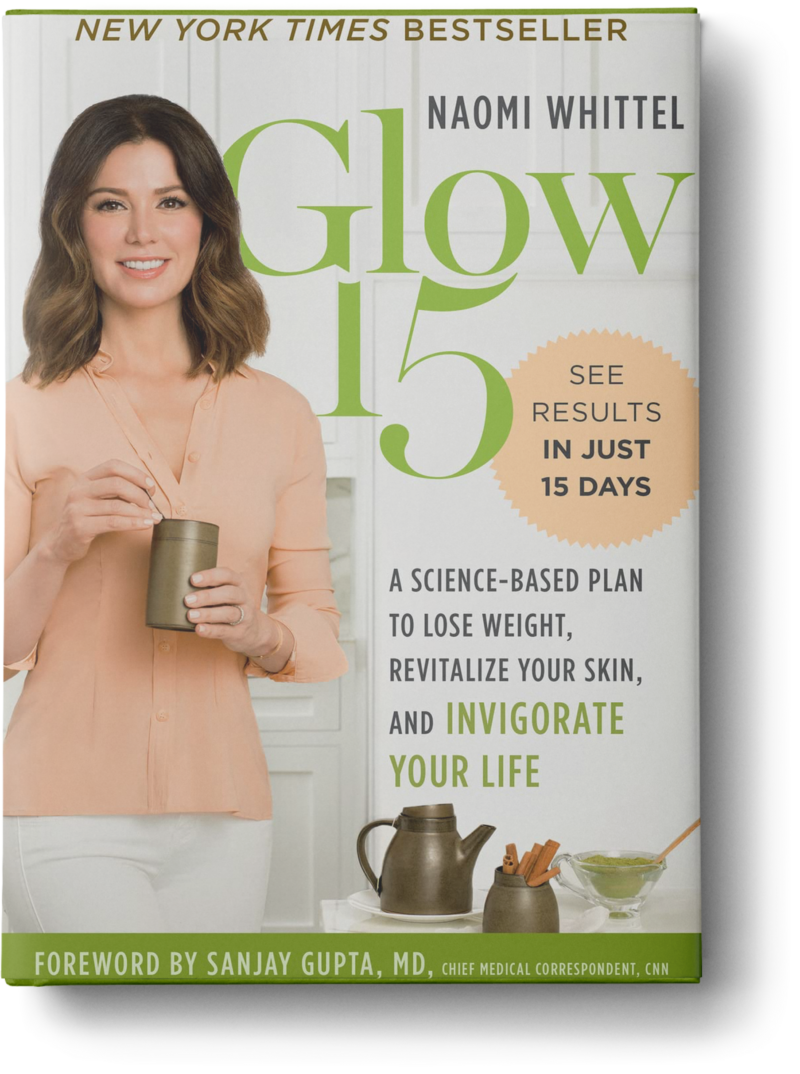 NEW YORK TIMES BESTSELLER
NAOMI WHITTEL
Glow
15
SEE
RESULTS
IN JUST
15 DAYS
A SCIENCE-BASED PLAN
TO LOSE WEIGHT,
REVITALIZE YOUR SKIN,
AND INVIGORATE
YOUR LIFE
FOREWORD BY SANJAY GUPTA, MD, CHIEF MEDICAL CORRESPONDENT, CNN